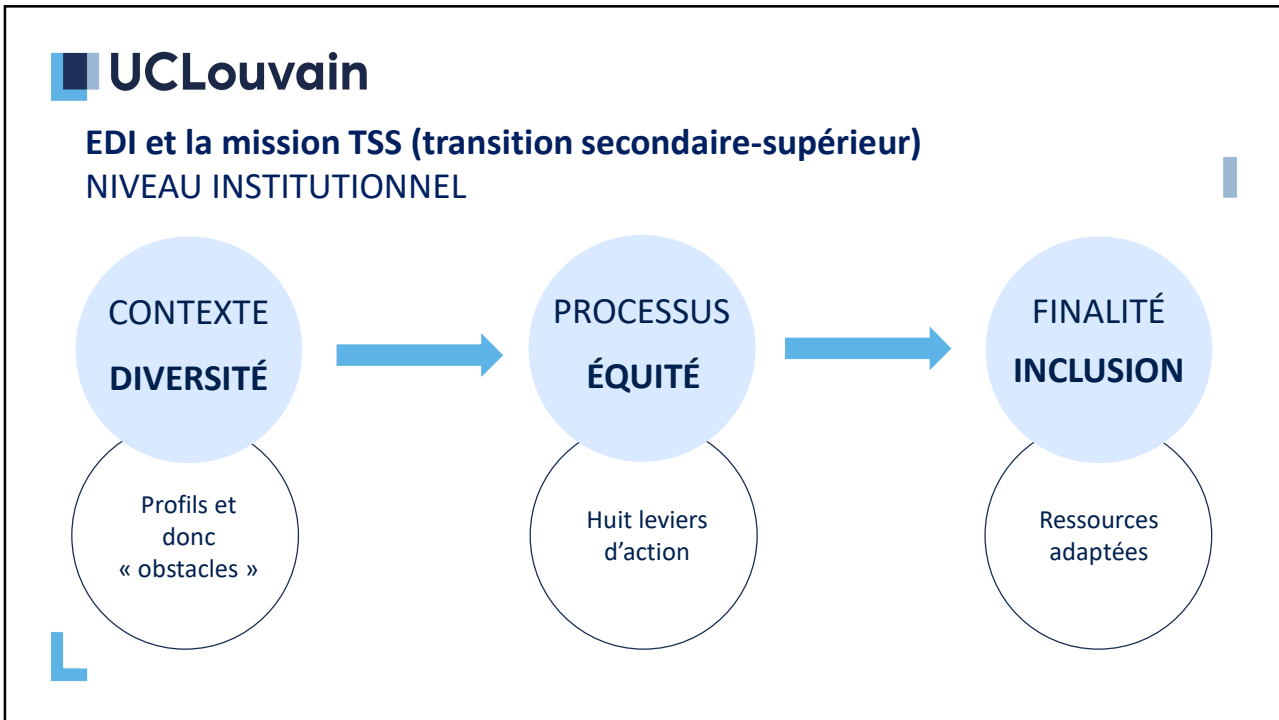 UCLouvain
EDI et la mission TSS (transition secondaire-supérieur)
NIVEAU INSTITUTIONNEL
CONTEXTE
DIVERSITÉ
Profils et
donc
« obstacles »
PROCESSUS
ÉQUITÉ
Huit leviers
d’action
FINALITÉ
INCLUSION
Ressources
adaptées